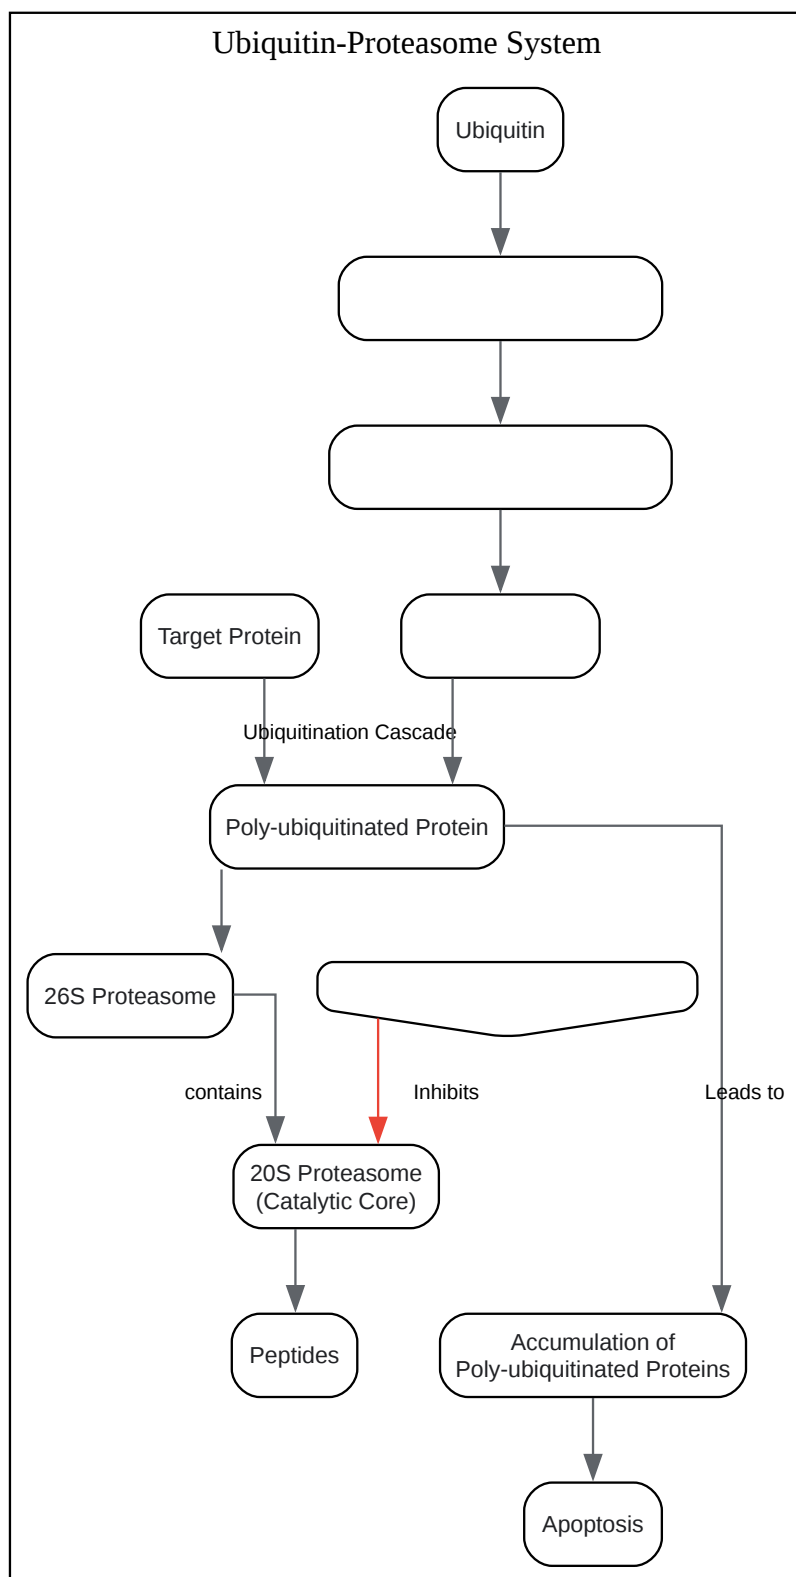 Ubiquitin-Proteasome System
Ubiquitin
Target Protein
Ubiquitination Cascade
Poly-ubiquitinated Protein
26S Proteasome
contains
Inhibits
Leads to
20S Proteasome
(Catalytic Core)
Peptides
Accumulation of
Poly-ubiquitinated Proteins
Apoptosis